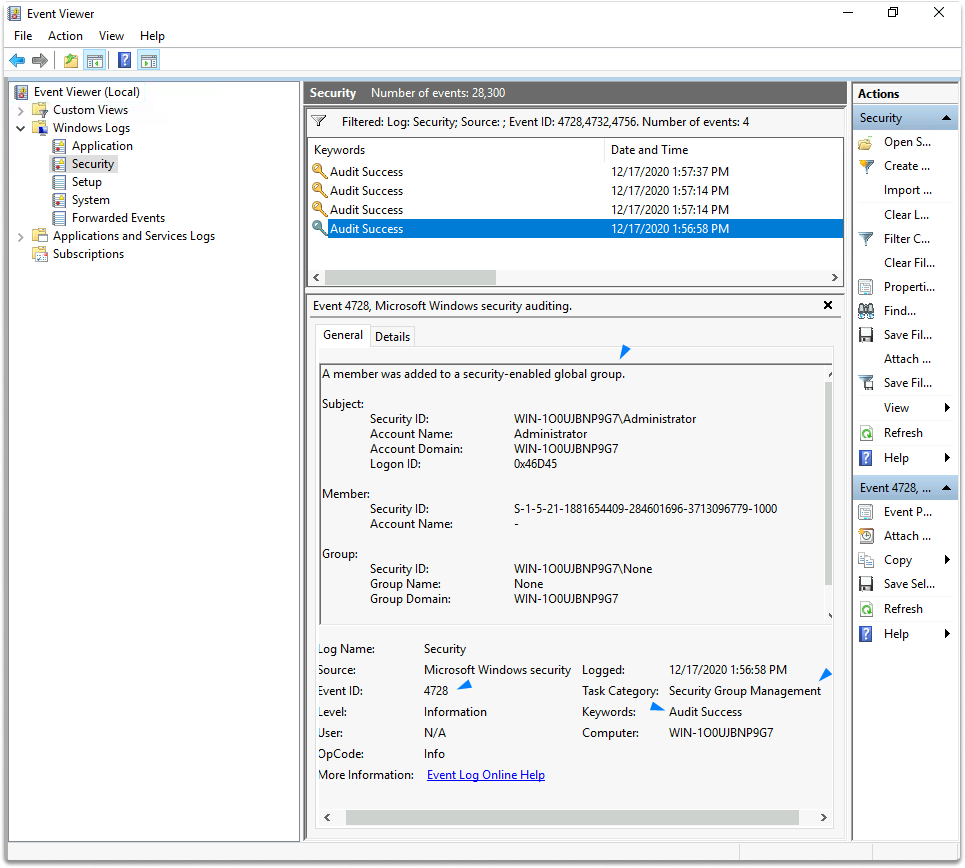 Event Viewer
File Action View Help
Event Viewer (Local)
Custom Views
Windows Logs
Application
Security
Setup
System
Forwarded Events
Applications and Services Logs
Subscriptions
Security Number of events: 28,300
Filtered: Log: Security; Source: ; Event ID: 4728,4732,4756. Number of events: 4
Keywords Date and Time
Audit Success 12/17/2020 1:57:37 PM
Audit Success 12/17/2020 1:57:14 PM
Audit Success 12/17/2020 1:57:14 PM
Audit Success 12/17/2020 1:56:58 PM
Event 4728, Microsoft Windows security auditing.
General Details
A member was added to a security-enabled global group.
Subject:
Security ID: WIN-1O0UJBNP9G7\Administrator
Account Name: Administrator
Account Domain: WIN-1O0UJBNP9G7
Logon ID: 0x46D45
Member:
Security ID: S-1-5-21-1881654409-284601696-3713096779-1000
Account Name: -
Group:
Security ID: WIN-1O0UJBNP9G7\None
Group Name: None
Group Domain: WIN-1O0UJBNP9G7
Log Name: Security
Source: Microsoft Windows security Logged: 12/17/2020 1:56:58 PM
Event ID: 4728 Task Category: Security Group Management
Level: Information Keywords: Audit Success
User: N/A Computer: WIN-1O0UJBNP9G7
OpCode: Info
More Information: Event Log Online Help
Actions
Security
Open S...
Create ...
Import ...
Clear L...
Filter C...
Clear Fil...
Properti...
Find...
Save Fil...
Attach ...
Save Fil...
View
Refresh
Help
Event 4728, ...
Event P...
Attach ...
Copy
Save Sel...
Refresh
Help